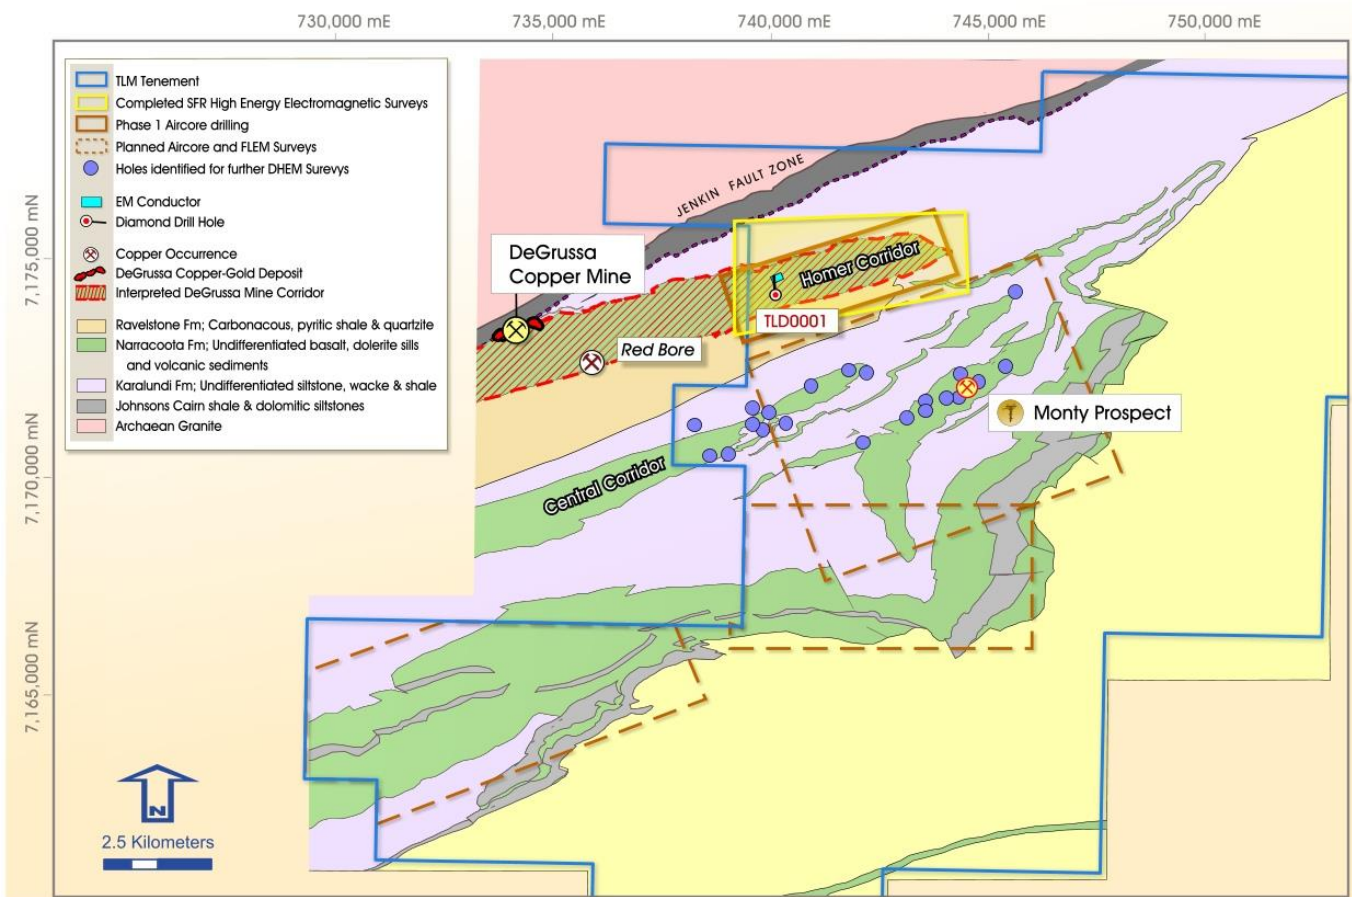 730,000 mE
735,000 mE
740,000 mE
745,000 mE
750,000 mE
TLM Tenement
Completed SFR High Energy Electromagnetic Surveys
Phase 1 Aircore drilling
Planned Aircore and FLEM Surveys
Holes identified for further DHEM Surevys
EM Conductor
Diamond Drill Hole
Copper Occurrence
DeGrussa Copper-Gold Deposit
Interpreted DeGrussa Mine Corridor
Ravelstone Fm; Carbonacous, pyritic shale & quartzite
Narracoota Fm; Undifferentiated basalt, dolerite sills
and volcanic sediments
Karalundi Fm; Undifferentiated siltstone, wacke & shale
Johnsons Cairn shale & dolomitic siltstones
Archaean Granite
JENKIN FAULT ZONE
7,175,000 mN
DeGrussa
Copper Mine
Homer Corridor
TLD0001
Red Bore
Monty Prospect
7,170,000 mN
Central Corridor
7,165,000 mN
N
2.5 Kilometers